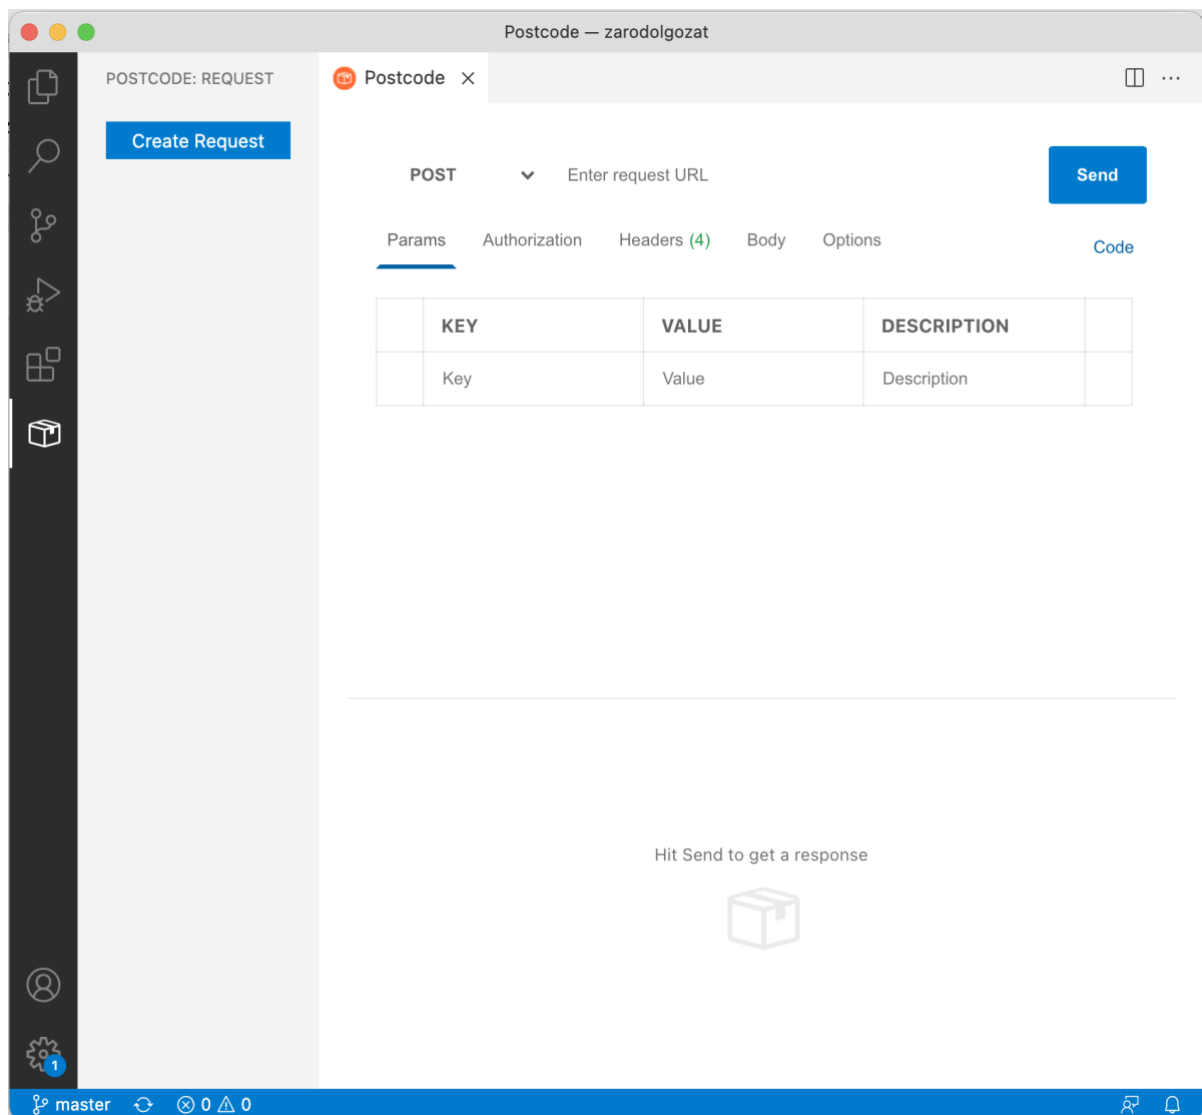 Postcode — zarodolgozat
POSTCODE: REQUEST
Postcode
Create Request
POST
Enter request URL
Send
Params Authorization Headers (4) Body Options
Code
KEY VALUE DESCRIPTION
Key Value Description
Hit Send to get a response
1
master 0 0